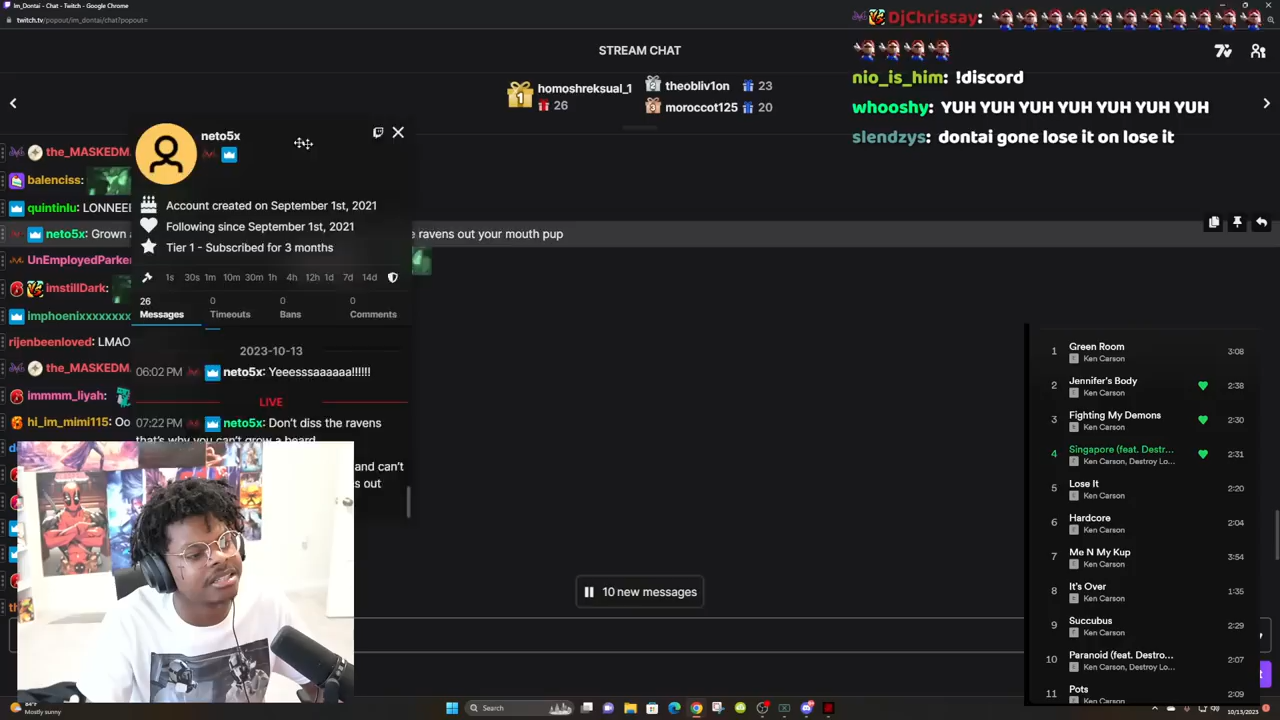 Im_Dontai - Chat - Twitch - Google Chrome
twitch.tv/popout/im_dontai/chat?popout=
STREAM CHAT
DjChrissay:
nio_is_him: !discord
whooshy: YUH YUH YUH YUH YUH YUH YUH
slendzys: dontai gone lose it on lose it
1 homoshreksual_1
26
2 theobliv1on 23
3 moroccot125 20
the_MASKEDM
balenciss:
quintinlu: LONNEEL
neto5x: Grown
e ravens out your mouth pup
UnEmployedParker
imstillDark:
imphoenixxxxxxxx
rijenbeenloved: LMAO
the_MASKEDM
immmm_liyah:
hi_im_mimi115: Oo
neto5x
Account created on September 1st, 2021
Following since September 1st, 2021
Tier 1 - Subscribed for 3 months
1s 30s 1m 10m 30m 1h 4h 12h 1d 7d 14d
26 0 0 0
Messages Timeouts Bans Comments
2023-10-13
06:02 PM neto5x: Yeeesssaaaaaa!!!!!!
LIVE
07:22 PM neto5x: Don't diss the ravens
that's why you can't grow a beard
and can't
s out
10 new messages
1 Green Room 3:08
E Ken Carson
2 Jennifer's Body 2:38
E Ken Carson
3 Fighting My Demons 2:30
E Ken Carson
4 Singapore (feat. Destr... 2:31
E Ken Carson, Destroy Lo...
5 Lose It 2:20
E Ken Carson
6 Hardcore 2:04
E Ken Carson
7 Me N My Kup 3:54
E Ken Carson
8 It's Over 1:35
E Ken Carson
9 Succubus 2:29
E Ken Carson
10 Paranoid (feat. Destro... 2:07
E Ken Carson, Destroy Lo...
11 Pots 2:09
E Ken Carson
84°F
Mostly sunny
Search
10/13/2023